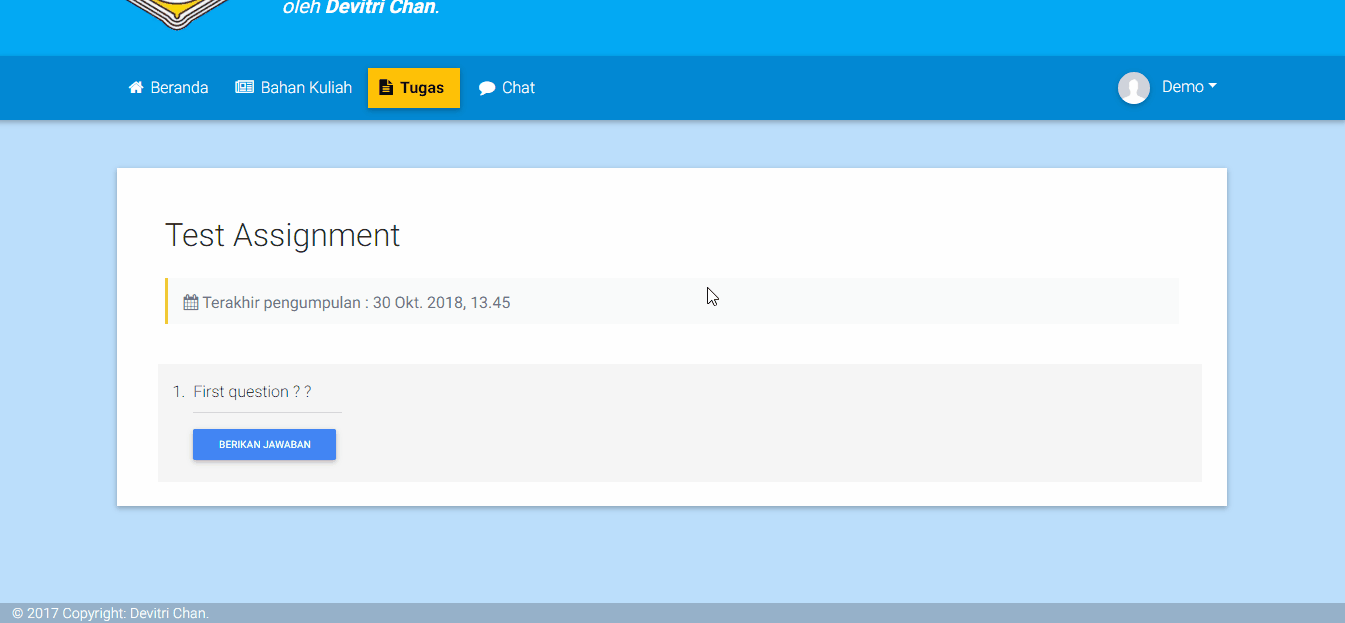 oleh Devitri Chan.
Beranda Bahan Kuliah Tugas Chat Demo
Test Assignment
Terakhir pengumpulan : 30 Okt. 2018, 13.45
1. First question ? ?
BERIKAN JAWABAN
© 2017 Copyright: Devitri Chan.